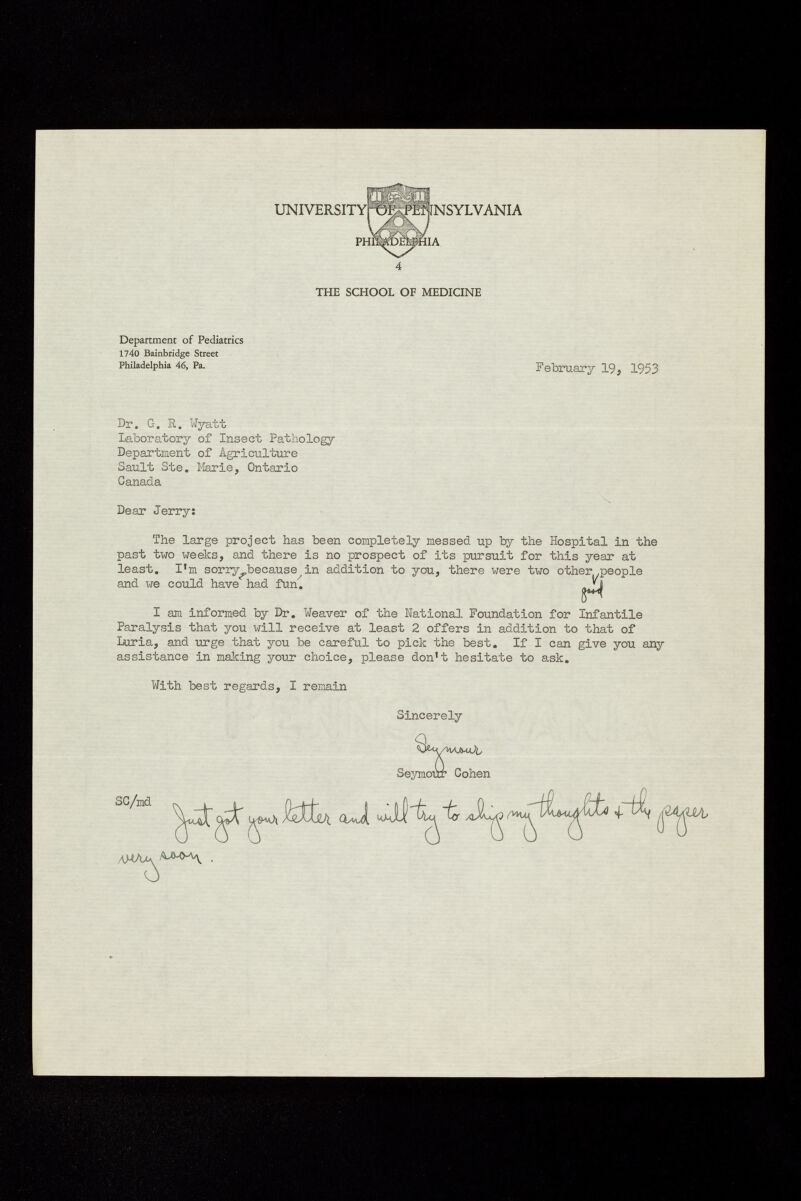 UNIVERSITY OF PENNSYLVANIA
PHILADELPHIA
4
THE SCHOOL OF MEDICINE
Department of Pediatrics
1740 Bainbridge Street
Philadelphia 46, Pa.
February 19, 1953
Dr. G. R. Wyatt
Laboratory of Insect Pathology
Department of Agriculture
Sault Ste. Marie, Ontario
Canada
Dear Jerry:
The large project has been completely messed up by the Hospital in the
past two weeks, and there is no prospect of its pursuit for this year at
least. I'm sorry, because, in addition to you, there were two other good people
and we could have had fun.
I am informed by Dr. Weaver of the National Foundation for Infantile
Paralysis that you will receive at least 2 offers in addition to that of
Luria, and urge that you be careful to pick the best. If I can give you any
assistance in making your choice, please don't hesitate to ask.
With best regards, I remain
Sincerely
Seymour
Seymour Cohen
SC/md
Just got your letter and will try to ship my thoughts + thy paper
very soon.